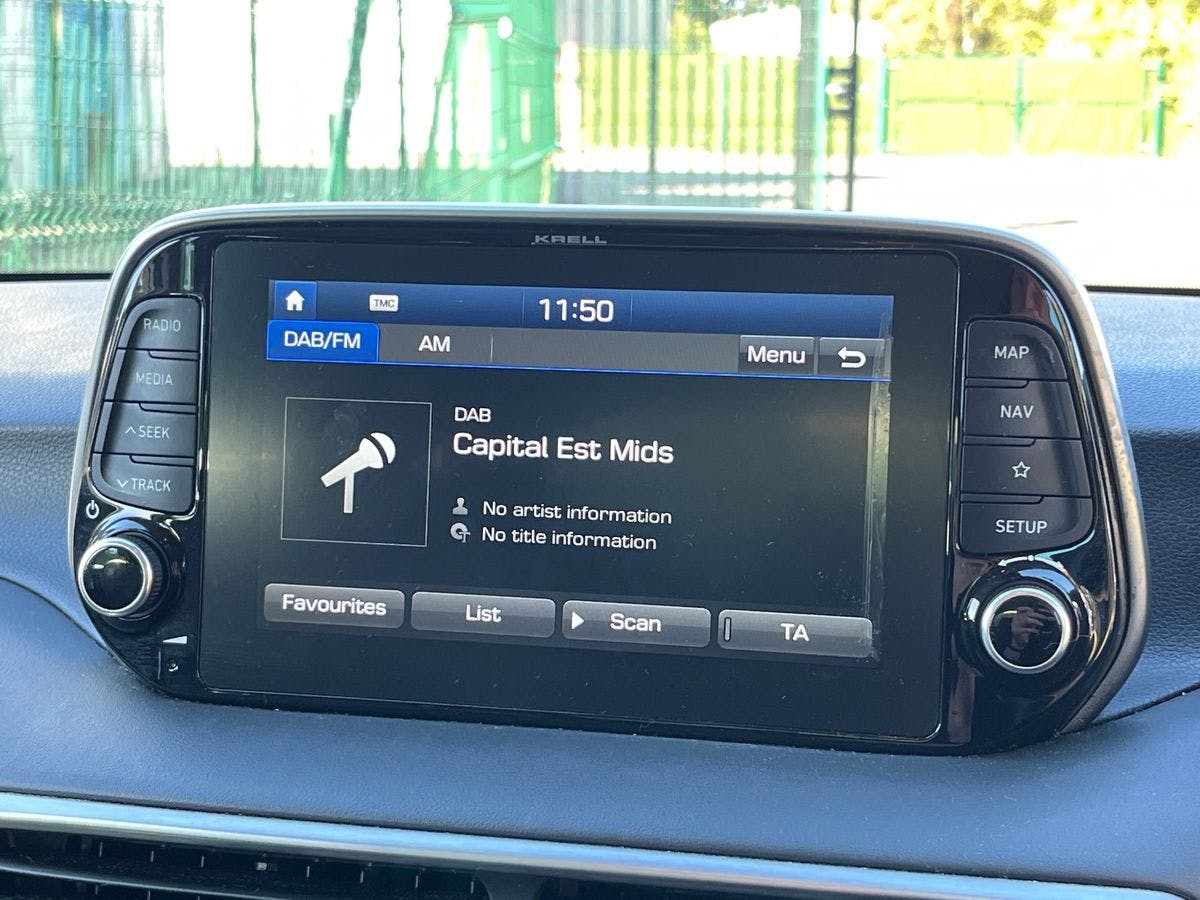 KRELL
TMC
11:50
DAB/FM AM Menu
DAB
Capital Est Mids
No artist information
No title information
Favourites List Scan TA
RADIO
MEDIA
SEEK
TRACK
MAP
NAV
SETUP